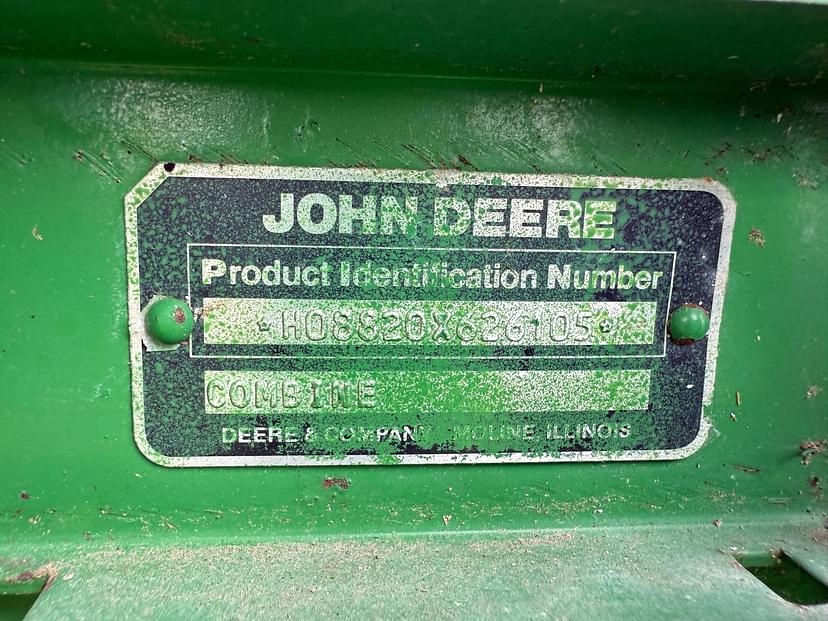 JOHN DEERE
Product Identification Number
*H08820X626105*
COMBINE
DEERE & COMPANY MOLINE ILLINOIS